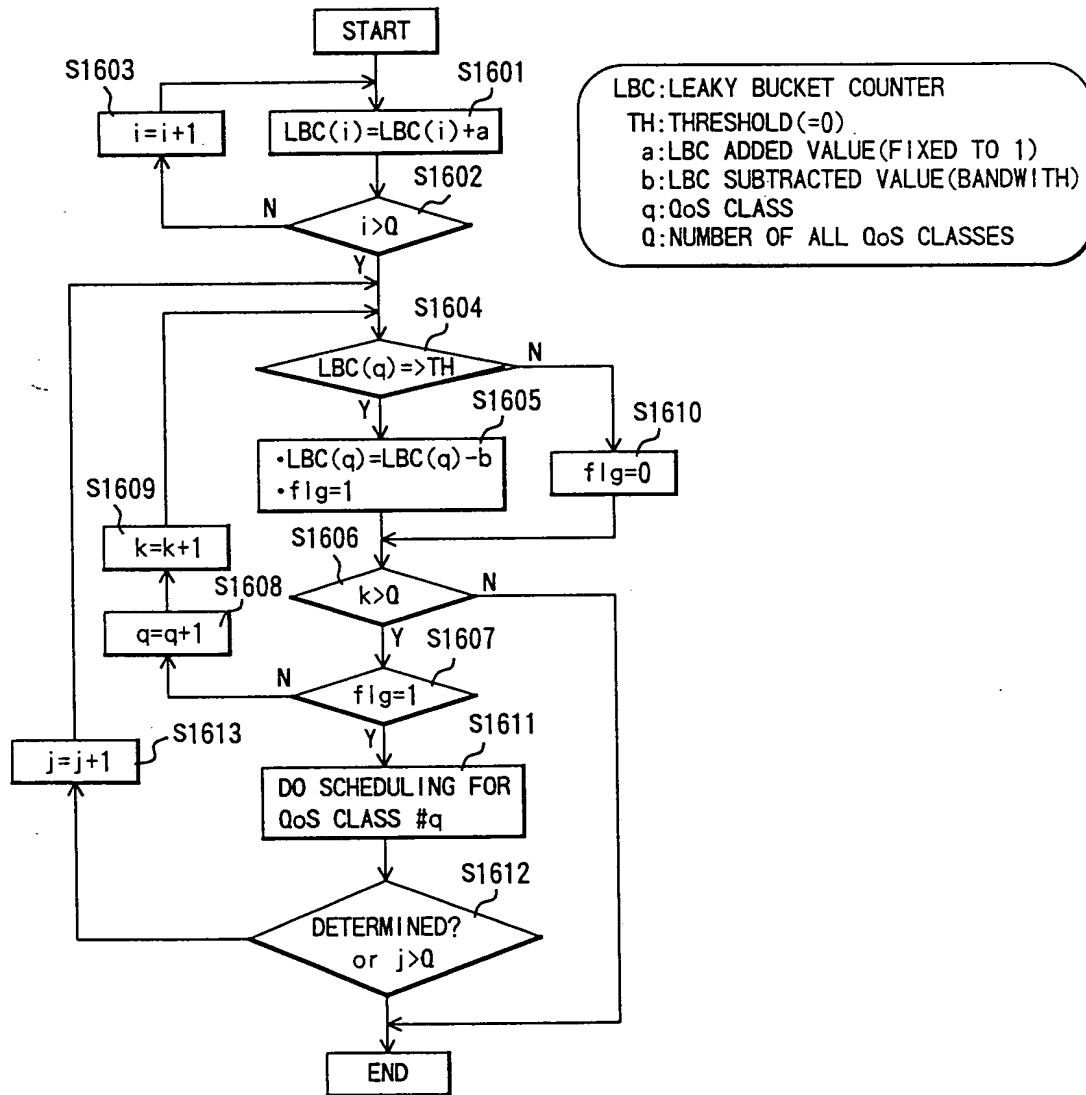 START
S1603
S1601
i=i+1
LBC(i)=LBC(i)+a
S1602
N
i>Q
Y
LBC:LEAKY BUCKET COUNTER
TH:THRESHOLD(=0)
a:LBC ADDED VALUE(FIXED TO 1)
b:LBC SUBTRACTED VALUE(BANDWITH)
q:QoS CLASS
Q:NUMBER OF ALL QoS CLASSES
S1604
LBC(q)=>TH
N
Y
S1605
S1610
•LBC(q)=LBC(q)-b
•flg=1
flg=0
S1609
k=k+1
S1606
k>Q
N
Y
S1608
q=q+1
S1607
N
flg=1
Y
S1613
j=j+1
S1611
DO SCHEDULING FOR
QoS CLASS #q
S1612
DETERMINED?
or j>Q
END